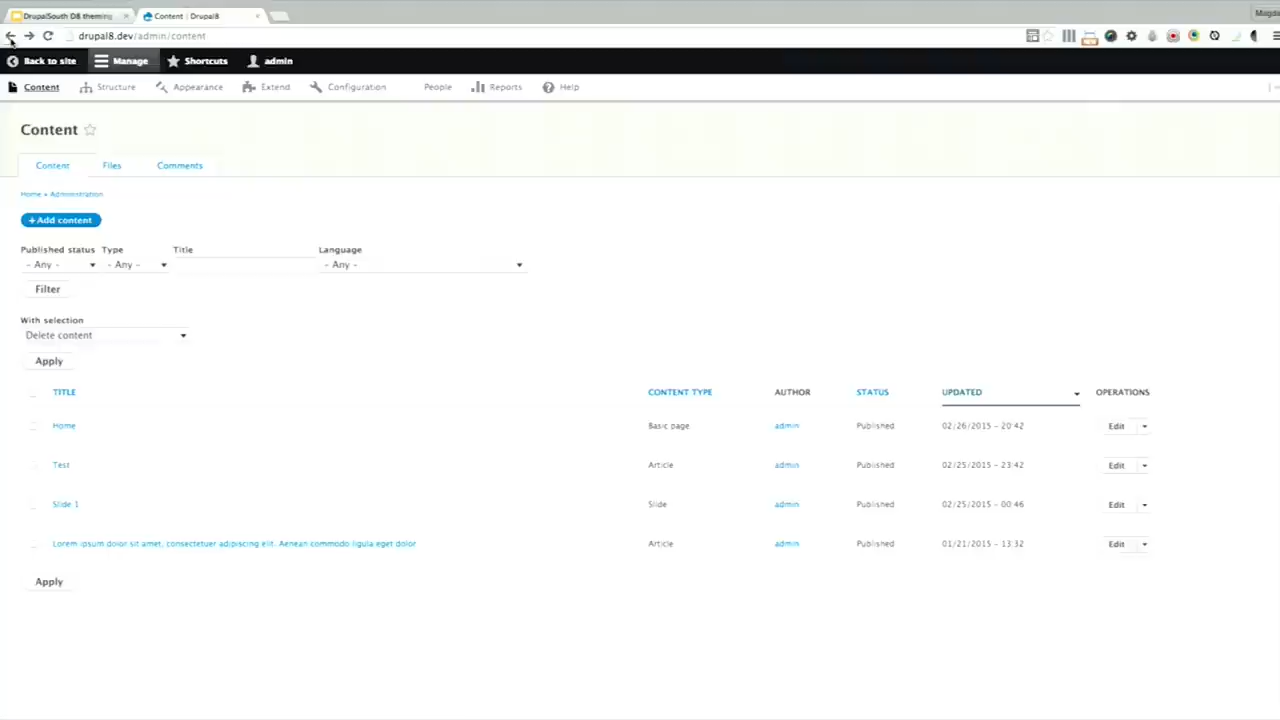 DrupalSouth D8 theming
Content | Drupal8
Magda
drupal8.dev/admin/content
Back to site
Manage
Shortcuts
admin
Content
Structure
Appearance
Extend
Configuration
People
Reports
Help
Content
Content
Files
Comments
Home » Administration
+ Add content
Published status
Type
Title
Language
- Any -
- Any -
- Any -
Filter
With selection
Delete content
Apply
TITLE CONTENT TYPE AUTHOR STATUS UPDATED OPERATIONS
Home Basic page admin Published 02/26/2015 - 20:42 Edit
Test Article admin Published 02/25/2015 - 23:42 Edit
Slide 1 Slide admin Published 02/25/2015 - 00:46 Edit
Lorem ipsum dolor sit amet, consectetuer adipiscing elit. Aenean commodo ligula eget dolor Article admin Published 01/21/2015 - 13:32 Edit
Apply